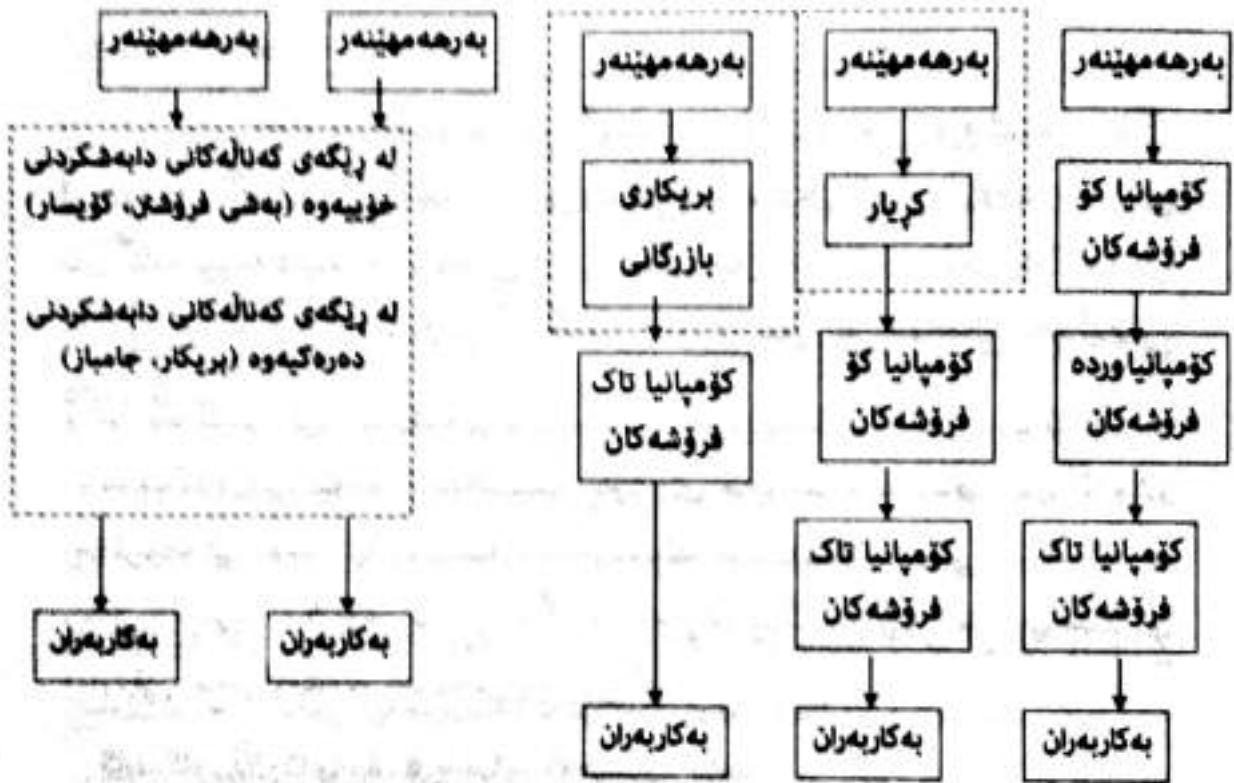 بەرهەمهێنەر
کۆمپانیا کۆ
فرۆشەکان
کۆمپانیا وردە
فرۆشەکان
کۆمپانیا تاک
فرۆشەکان
بەکاربەران
بەرهەمهێنەر
کڕیار
کۆمپانیا کۆ
فرۆشەکان
کۆمپانیا تاک
فرۆشەکان
بەکاربەران
بەرهەمهێنەر
بریکاری
بازرگانی
کۆمپانیا تاک
فرۆشەکان
بەکاربەران
بەرهەمهێنەر
بەرهەمهێنەر
لە ڕێگەی کەناڵەکانی دابەشکردنی
خۆییەوە (بەشی فرۆشتن، کۆیسار)
لە ڕێگەی کەناڵەکانی دابەشکردنی
دەرەکیەوە (بریکار، جامباز)
بەکاربەران
بەکاربەران